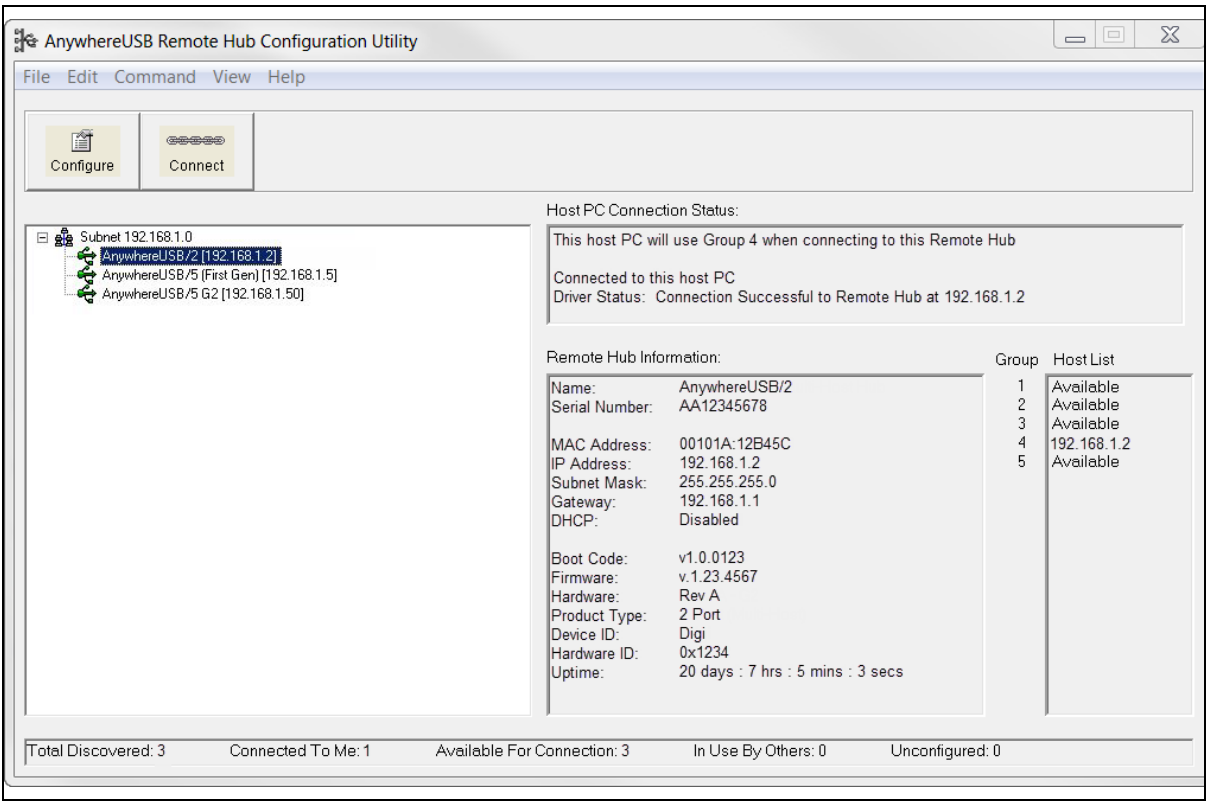 AnywhereUSB Remote Hub Configuration Utility
File Edit Command View Help
Configure
Connect
Subnet 192.168.1.0
AnywhereUSB/2 [192.168.1.2]
AnywhereUSB/5 (First Gen) [192.168.1.5]
AnywhereUSB/5 G2 [192.168.1.50]
Host PC Connection Status:
This host PC will use Group 4 when connecting to this Remote Hub
Connected to this host PC
Driver Status: Connection Successful to Remote Hub at 192.168.1.2
Remote Hub Information:
Name: AnywhereUSB/2
Serial Number: AA12345678
MAC Address: 00101A:12B45C
IP Address: 192.168.1.2
Subnet Mask: 255.255.255.0
Gateway: 192.168.1.1
DHCP: Disabled
Boot Code: v1.0.0123
Firmware: v.1.23.4567
Hardware: Rev A
Product Type: 2 Port
Device ID: Digi
Hardware ID: 0x1234
Uptime: 20 days : 7 hrs : 5 mins : 3 secs
Group Host List
1 Available
2 Available
3 Available
4 192.168.1.2
5 Available
Total Discovered: 3 Connected To Me: 1 Available For Connection: 3 In Use By Others: 0 Unconfigured: 0